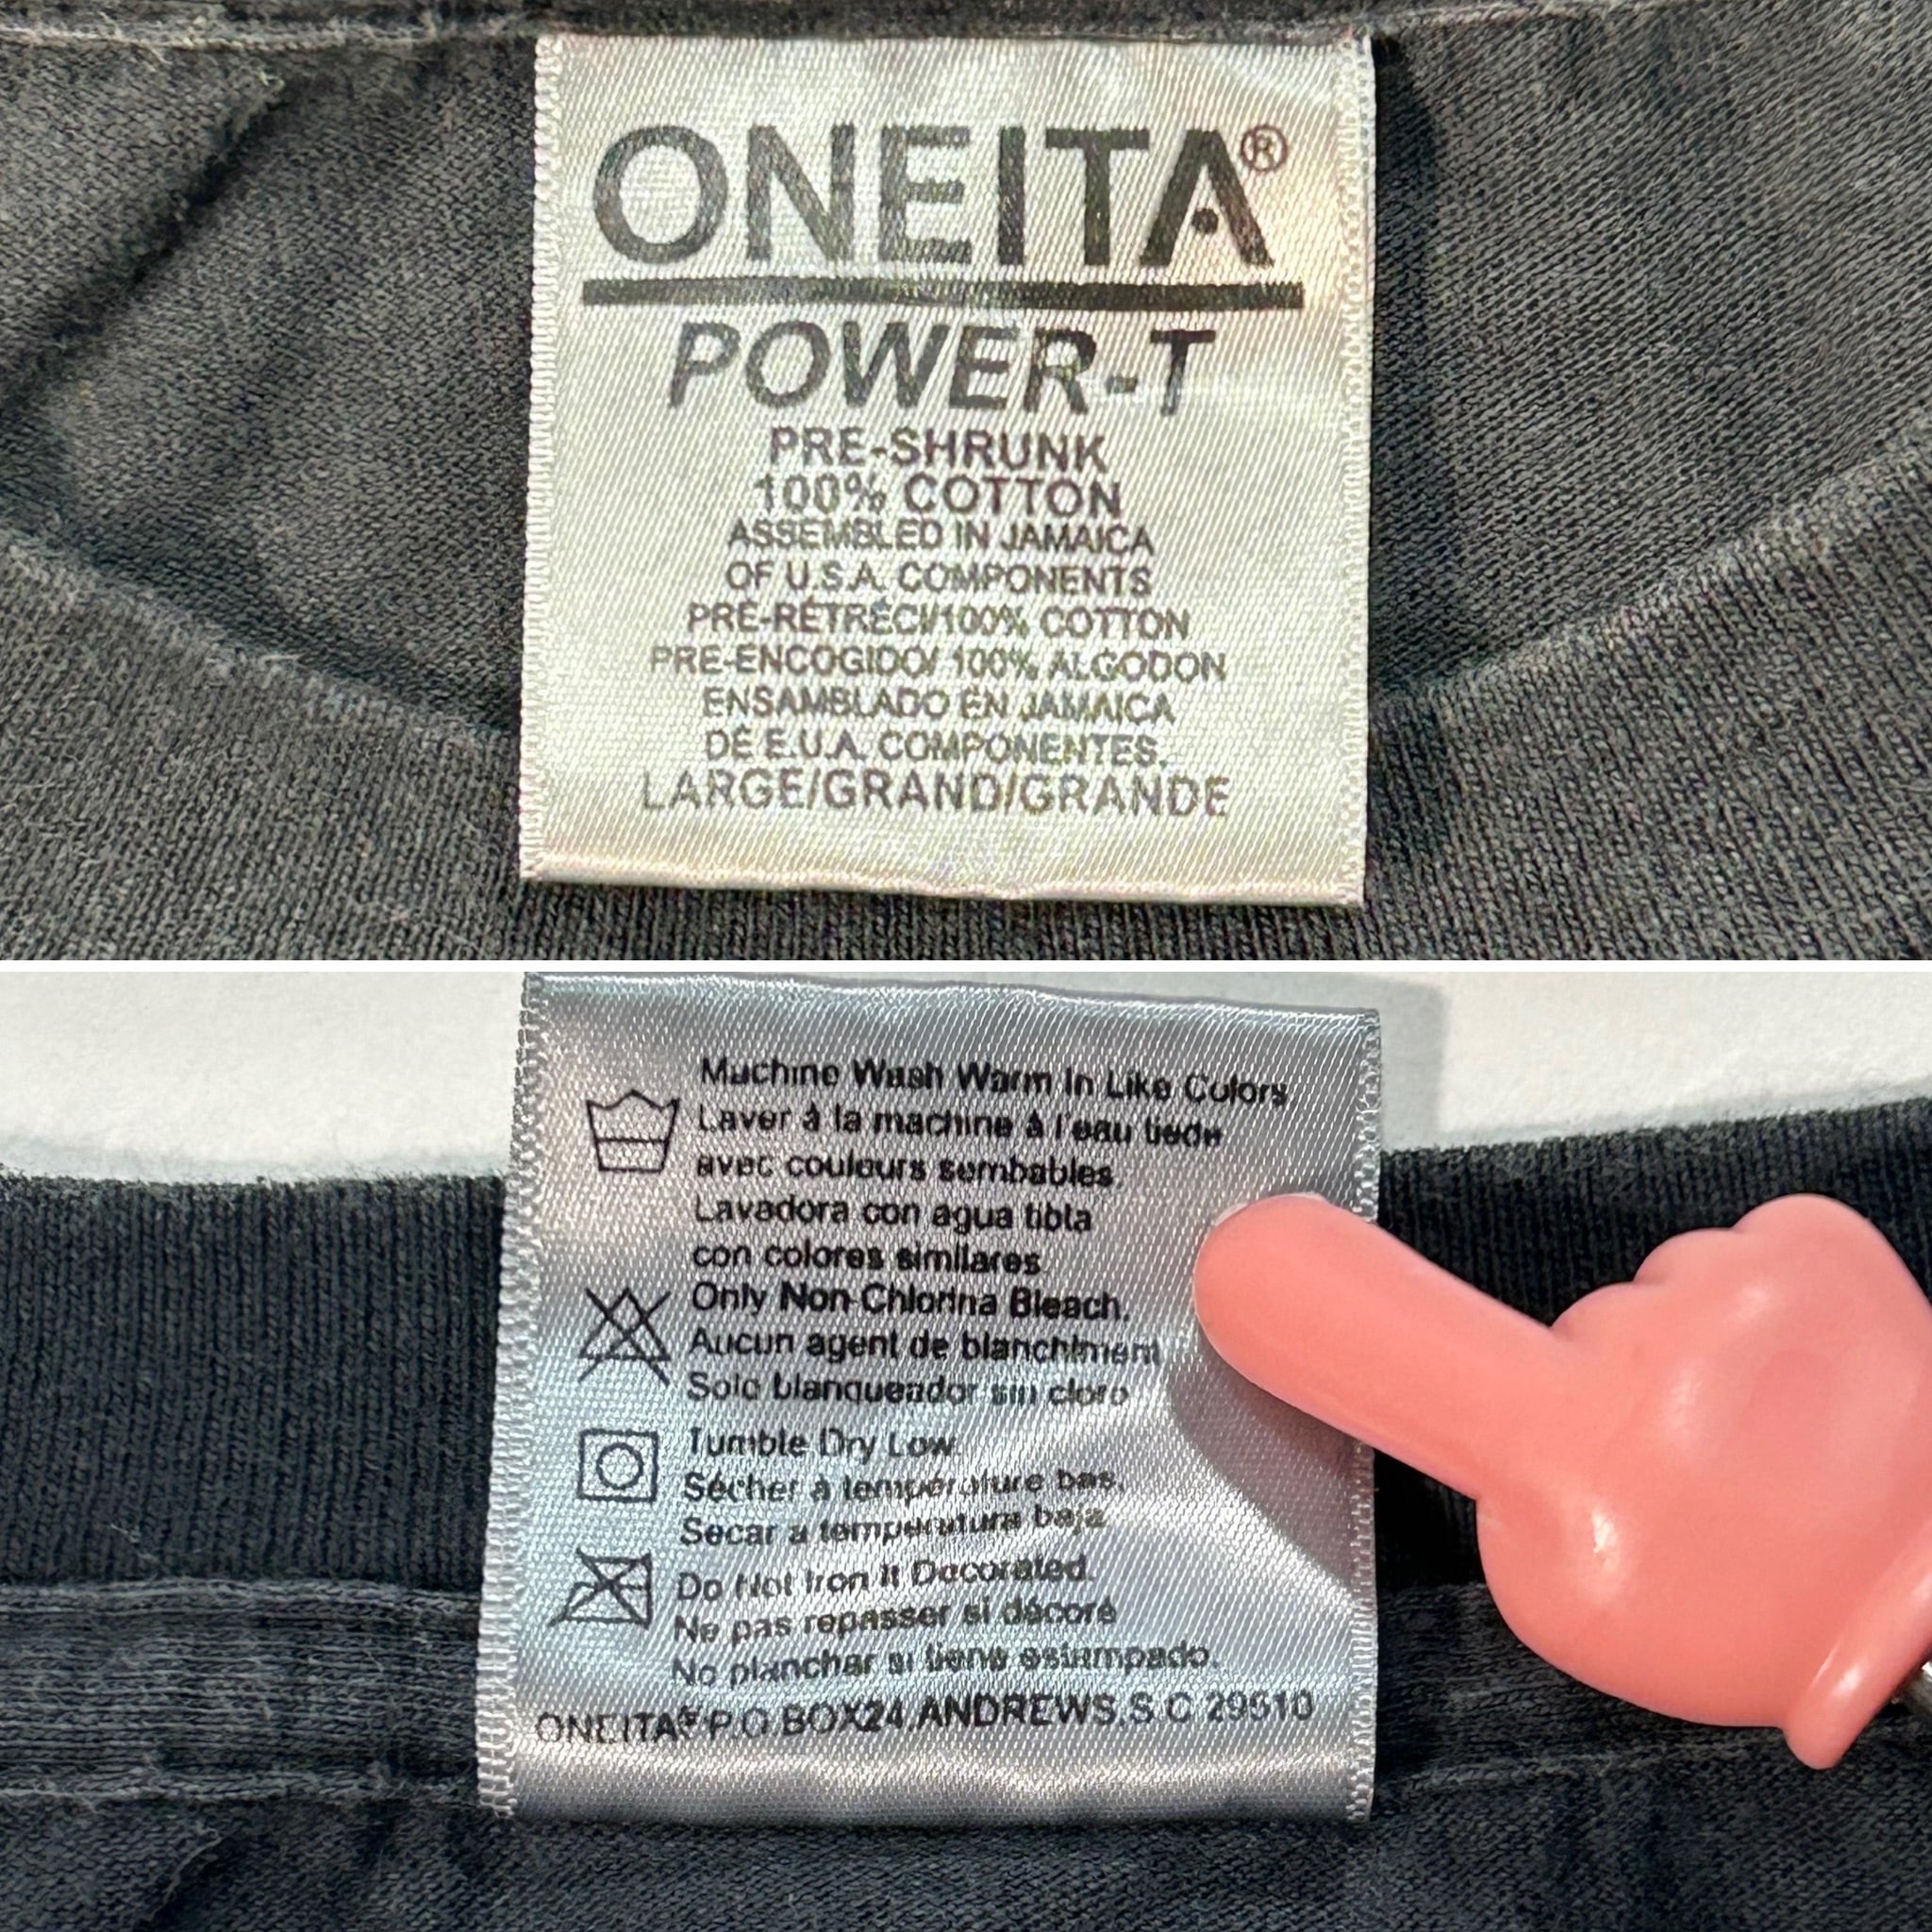 ONEITA®
POWER-T
PRE-SHRUNK
100% COTTON
ASSEMBLED IN JAMAICA
OF U.S.A. COMPONENTS
PRÉ-RÉTRÉCI/100% COTTON
PRE-ENCOGIDO/ 100% ALGODON
ENSAMBLADO EN JAMAICA
DE E.U.A. COMPONENTES.
LARGE/GRAND/GRANDE
Machine Wash Warm In Like Colors
Laver à la machine à l'eau tiede
avec couleurs sembables.
Lavadora con agua tibia
con colores similares
Only Non-Chlorine Bleach.
Aucun agent de blanchiment
Solo blanqueador sin cloro
Tumble Dry Low.
Sécher à température bas.
Secar a temperatura baja
Do Not Iron If Decorated.
Ne pas repasser si décoré
No planchar si tiene estampado.
ONEITA® P.O.BOX24,ANDREWS,S.C 29510